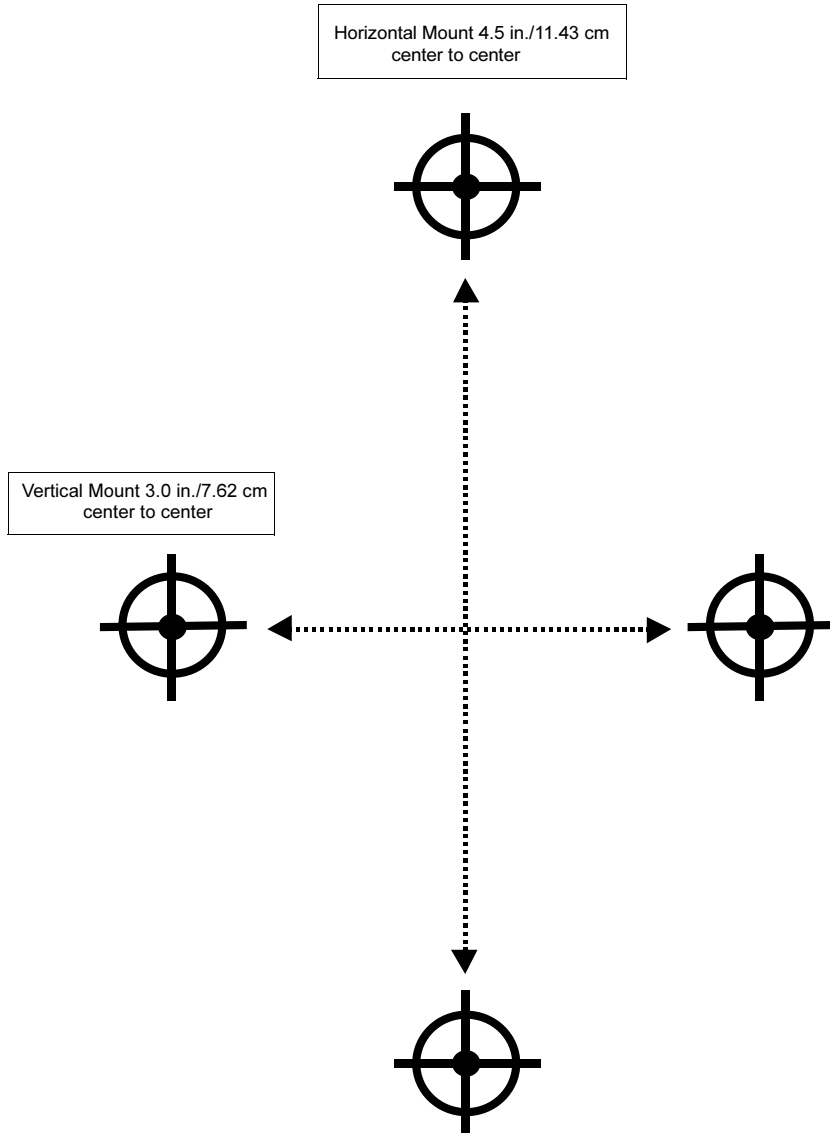 Horizontal Mount 4.5 in./11.43 cm
center to center
Vertical Mount 3.0 in./7.62 cm
center to center